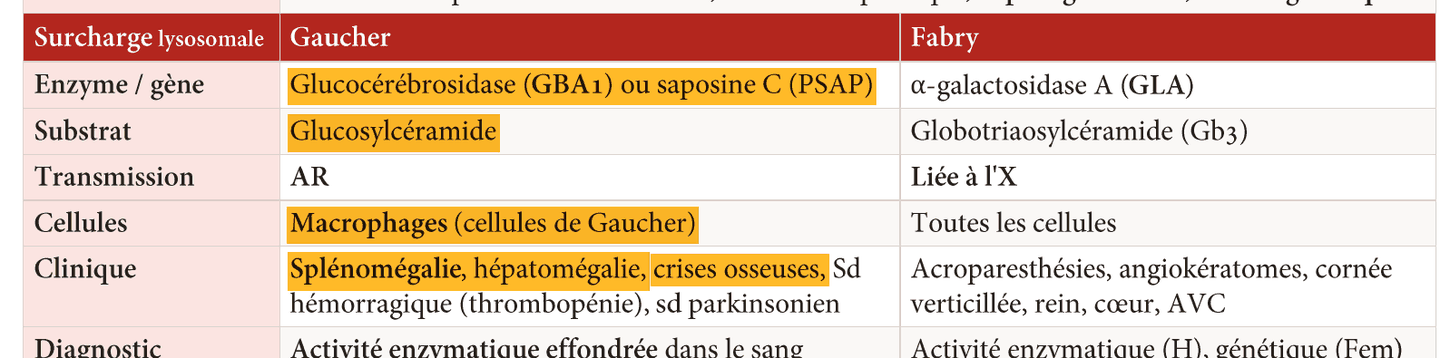 Surcharge lysosomale Gaucher Fabry
Enzyme / gène Glucocérébrosidase (GBA1) ou saposine C (PSAP) α-galactosidase A (GLA)
Substrat Glucosylcéramide Globotriaosylcéramide (Gb3)
Transmission AR Liée à l'X
Cellules Macrophages (cellules de Gaucher) Toutes les cellules
Clinique Splénomégalie, hépatomégalie, crises osseuses, Sd Acroparesthésies, angiokératomes, cornée
hémorragique (thrombopénie), sd parkinsonien verticillée, rein, cœur, AVC
Diagnostic Activité enzymatique effondrée dans le sang Activité enzymatique (H), génétique (Fem)